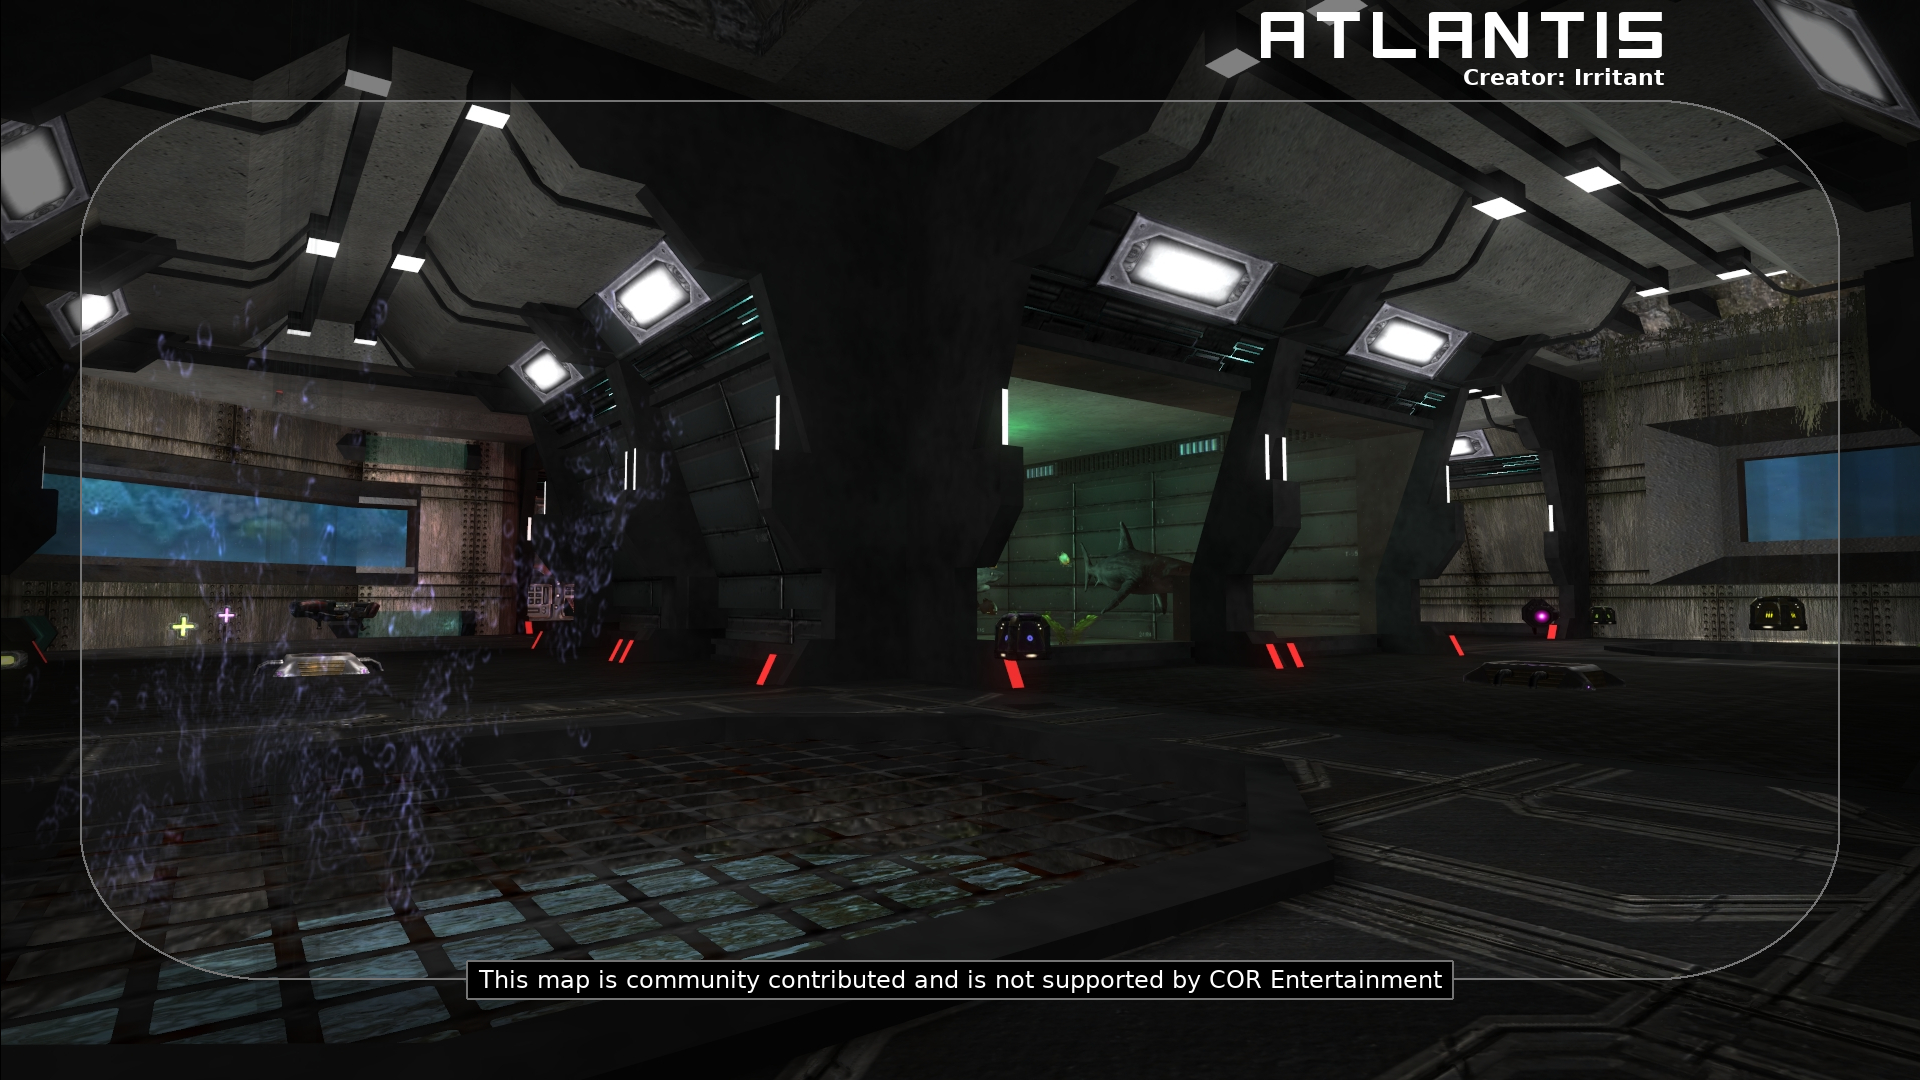 ATLANTIS
Creator: Irritant
This map is community contributed and is not supported by COR Entertainment